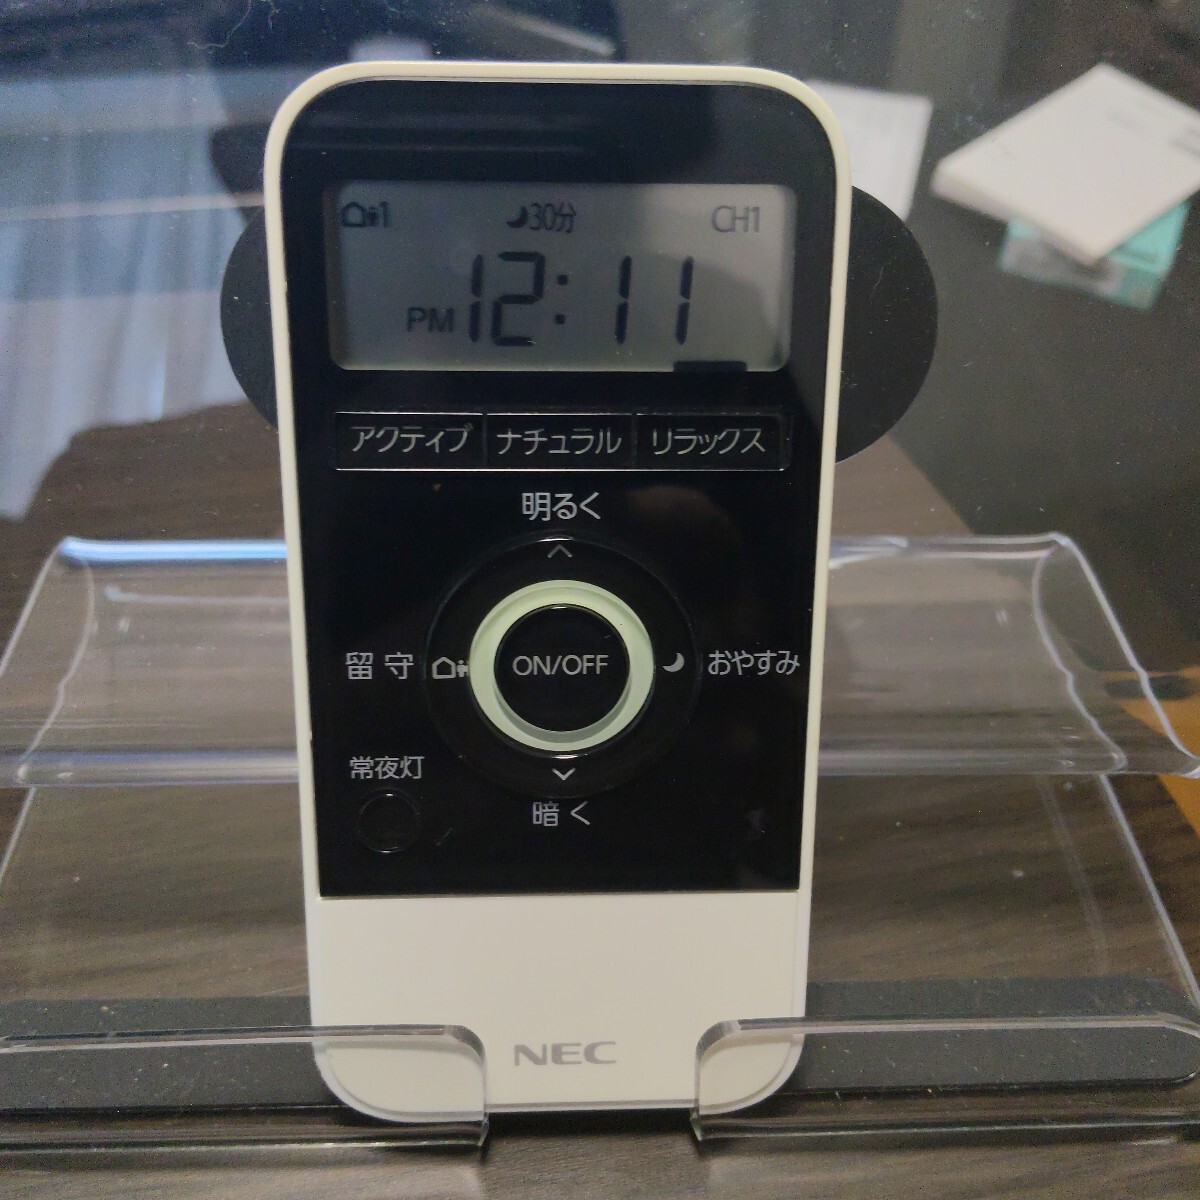 1 30分 CH1
PM 12:11
アクティブ ナチュラル リラックス
明るく
留守 ON/OFF おやすみ
常夜灯
暗く
NEC